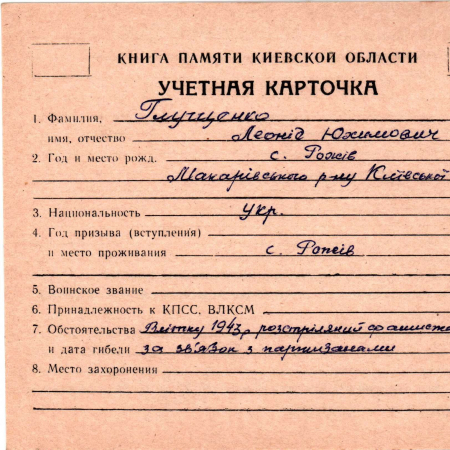 КНИГА ПАМЯТИ КИЕВСКОЙ ОБЛАСТИ
УЧЕТНАЯ КАРТОЧКА
1. Фамилия, Глущенко
имя, отчество Леонід Юхимович
2. Год и место рожд. с. Рожів
Макарівського р-ну Київської
3. Национальность укр.
4. Год призыва (вступления)
и место проживания с. Рожів
5. Воинское звание
6. Принадлежность к КПСС. ВЛКСМ
7. Обстоятельства Влітку 1943, розстріляний фашиста
и дата гибели за зв'язок з партизанами
8. Место захоронения